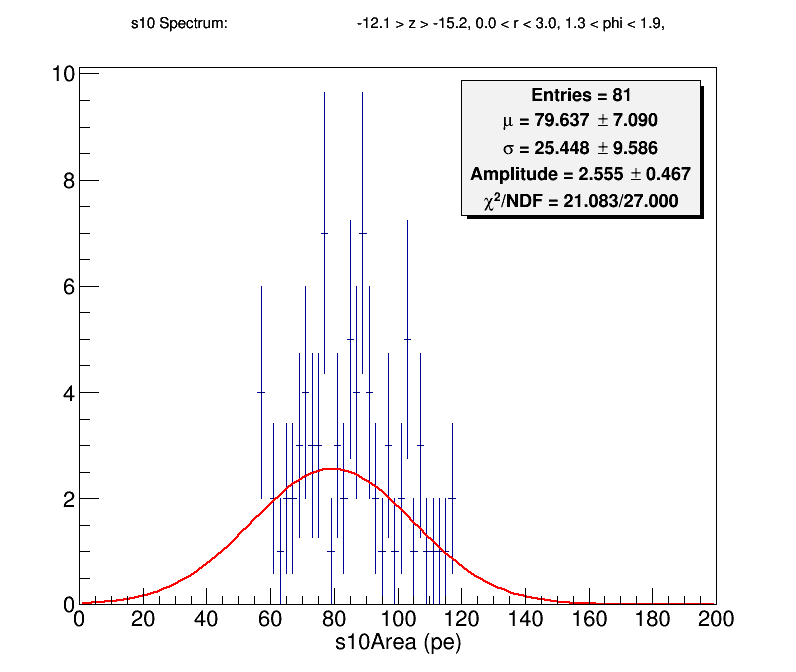 s10 Spectrum: -12.1 > z > -15.2, 0.0 < r < 3.0, 1.3 < phi < 1.9,
Entries = 81
μ = 79.637 ± 7.090
σ = 25.448 ± 9.586
Amplitude = 2.555 ± 0.467
χ²/NDF = 21.083/27.000
10
8
6
4
2
0
0 20 40 60 80 100 120 140 160 180 200
s10Area (pe)